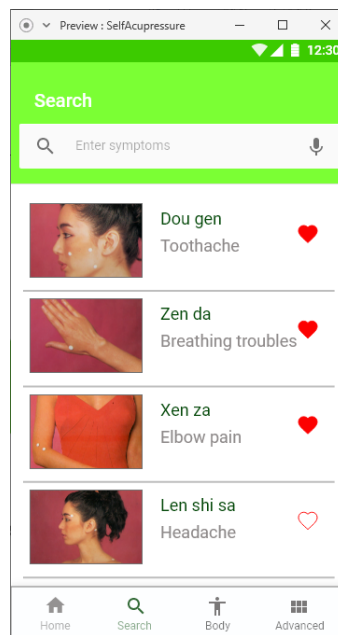 Preview : SelfAcupressure
12:30
Search
Enter symptoms
Dou gen
Toothache
Zen da
Breathing troubles
Xen za
Elbow pain
Len shi sa
Headache
Home
Search
Body
Advanced